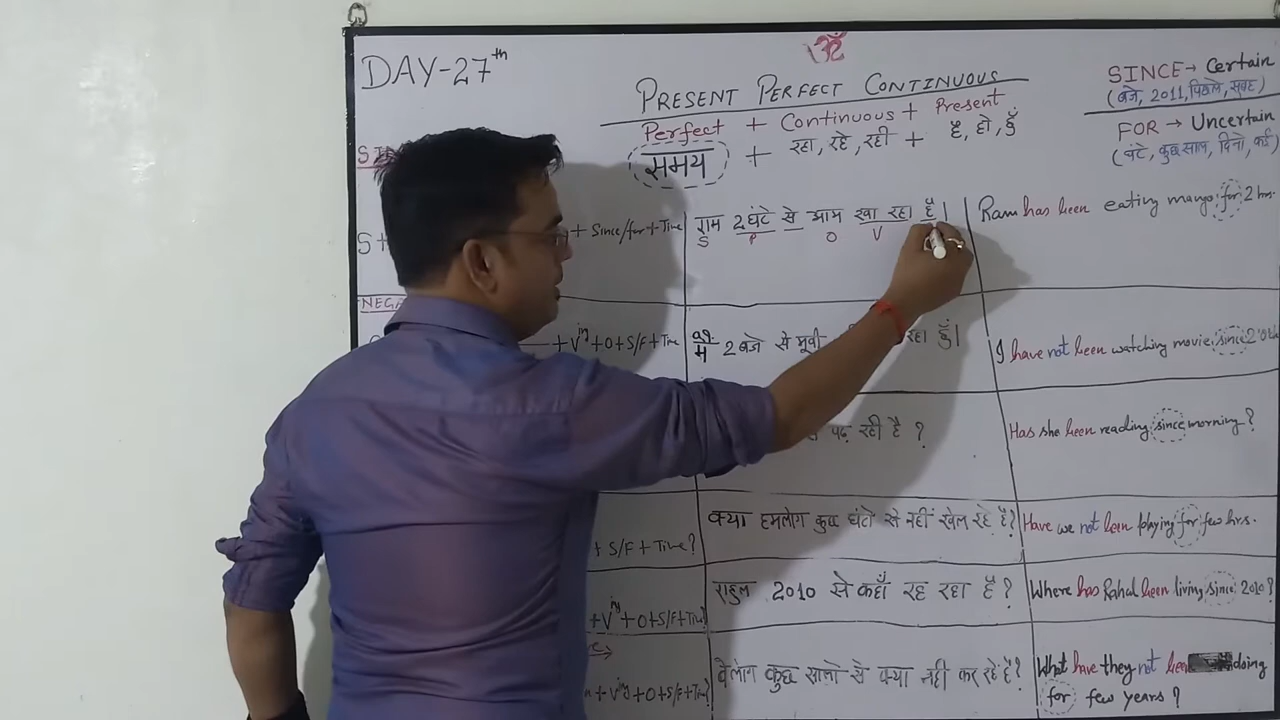 ॐ
DAY-27th
PRESENT PERFECT CONTINUOUS
Perfect + Continuous + Present
समय + रहा, रहे, रही + है, हो, हूँ
SINCE → Certain
(बजे, 2011, पिछले, सुबह)
FOR → Uncertain
(घंटे, कुछ साल, दिनों, कई)
S + + Since/for + Time
राम 2 घंटे से आम खा रहा है|
S P O V
Ram has been eating mango for 2 hrs.
NEGA
+ Ving + O + S/F + Time
मैं 2 बजे से मूवी रहा हूँ|
I have not been watching movie since 2 o'
पढ़ रही है ?
Has she been reading since morning?
+ S/F + Time?
क्या हमलोग कुछ घंटो से नहीं खेल रहे हैं?
Have we not been playing for few hrs.
+ Ving + O + S/F + Time?
राहुल 2010 से कहाँ रह रहा है ?
Where has Rahul been living since 2010?
+ Ving + O + S/F + Time?
वेलोग कुछ सालो से क्या नहीं कर रहें हैं?
What have they not been doing
for few years ?